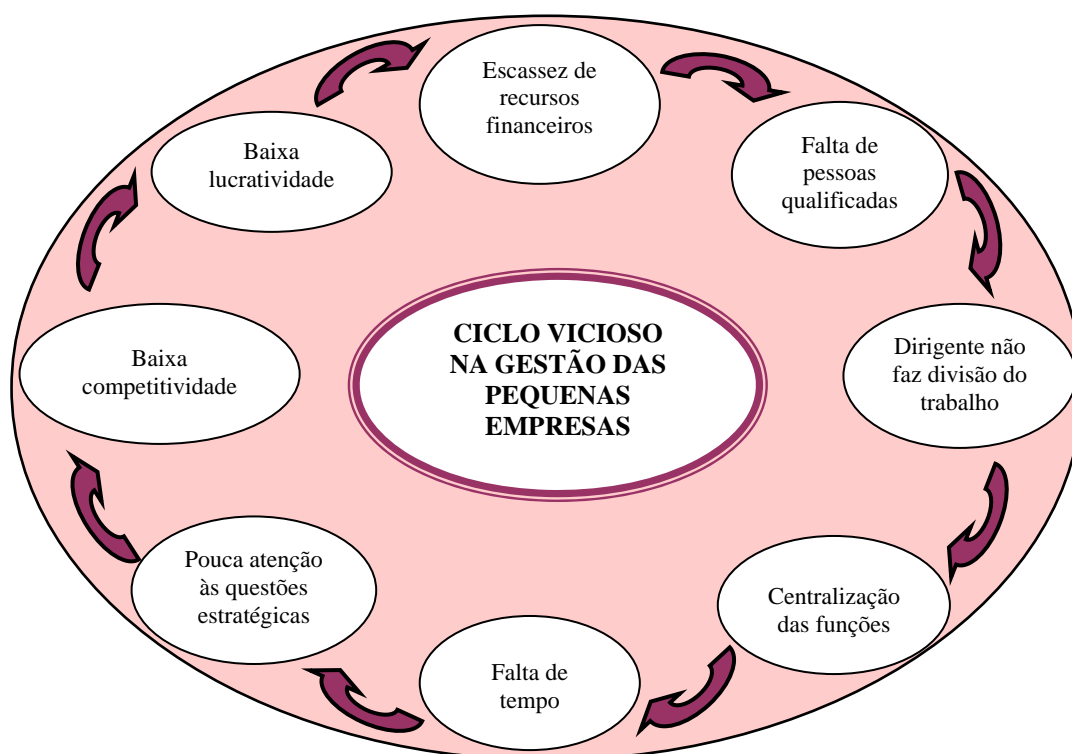 Escassez de
recursos
financeiros
Falta de
pessoas
qualificadas
Dirigente não
faz divisão do
trabalho
Centralização
das funções
Falta de
tempo
Pouca atenção
às questões
estratégicas
Baixa
competitividade
Baixa
lucratividade
CICLO VICIOSO
NA GESTÃO DAS
PEQUENAS
EMPRESAS